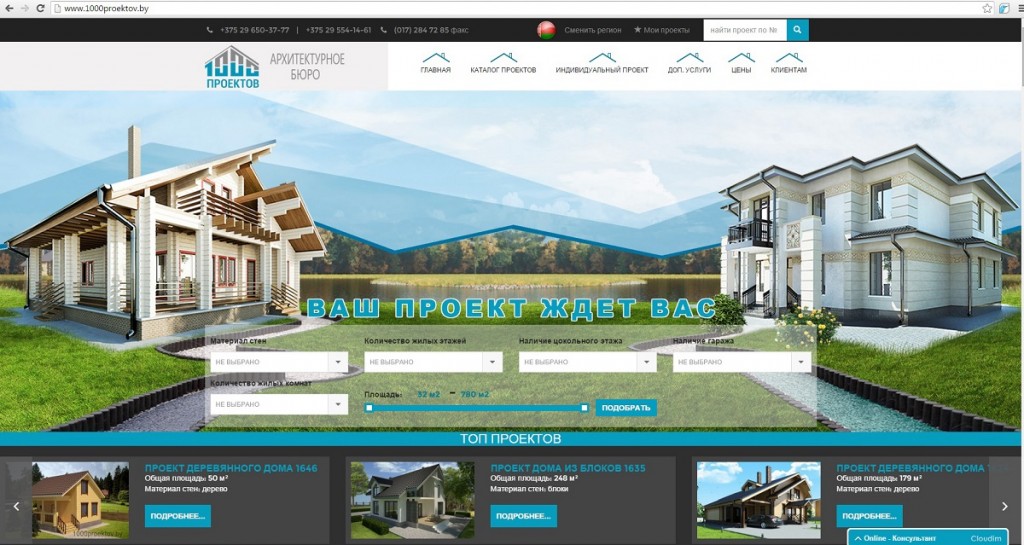 www.1000proektov.by
+375 29 650-37-77 | +375 29 554-14-61 (017) 284 72 85 факс Сменить регион Мои проекты найти проект по №
1000 ПРОЕКТОВ
АРХИТЕКТУРНОЕ БЮРО
ГЛАВНАЯ КАТАЛОГ ПРОЕКТОВ ИНДИВИДУАЛЬНЫЙ ПРОЕКТ ДОП. УСЛУГИ ЦЕНЫ КЛИЕНТАМ
ВАШ ПРОЕКТ ЖДЕТ ВАС
Материал стен Количество жилых этажей Наличие цокольного этажа Наличие гаража
НЕ ВЫБРАНО НЕ ВЫБРАНО НЕ ВЫБРАНО НЕ ВЫБРАНО
Количество жилых комнат
НЕ ВЫБРАНО Площадь: 32 м2 – 780 м2 ПОДОБРАТЬ
ТОП ПРОЕКТОВ
ПРОЕКТ ДЕРЕВЯННОГО ДОМА 1646
Общая площадь: 50 м²
Материал стен: дерево
ПОДРОБНЕЕ...
1000proektov.by
ПРОЕКТ ДОМА ИЗ БЛОКОВ 1635
Общая площадь: 248 м²
Материал стен: блоки
ПОДРОБНЕЕ...
ПРОЕКТ ДЕРЕВЯННОГО ДОМА
Общая площадь: 179 м²
Материал стен: дерево
ПОДРОБНЕЕ...
Online - Консультант Cloudim